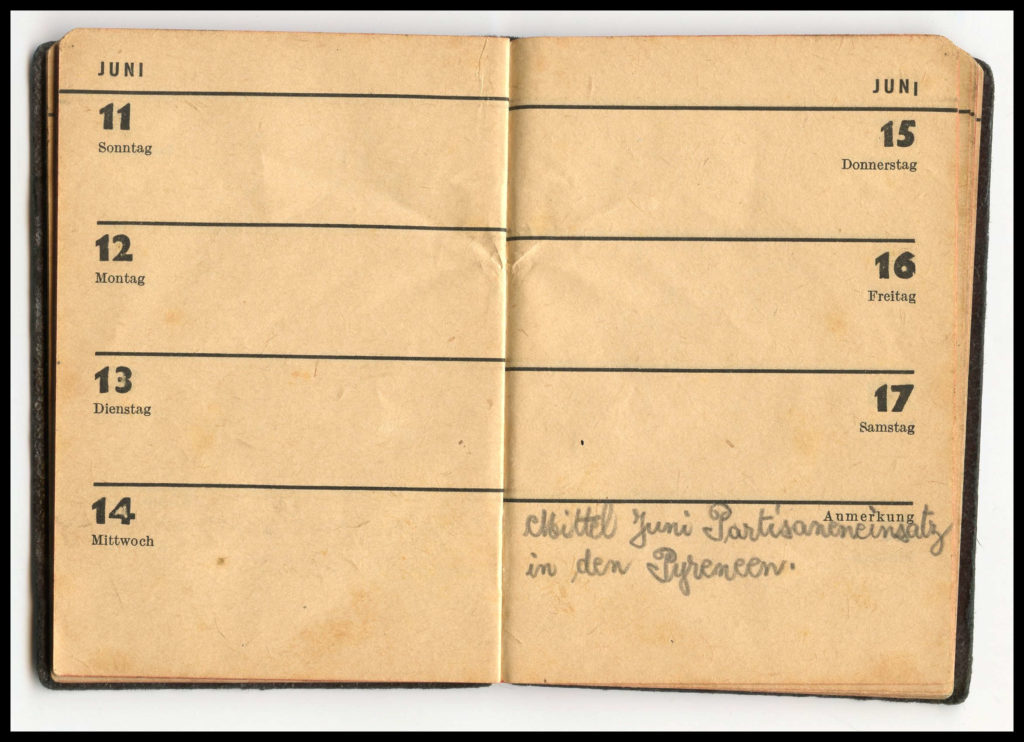 JUNI
11
Sonntag
12
Montag
13
Dienstag
14
Mittwoch
JUNI
15
Donnerstag
16
Freitag
17
Samstag
Anmerkung
Mittel Juni Partisaneneinsatz
in den Pyreneen.